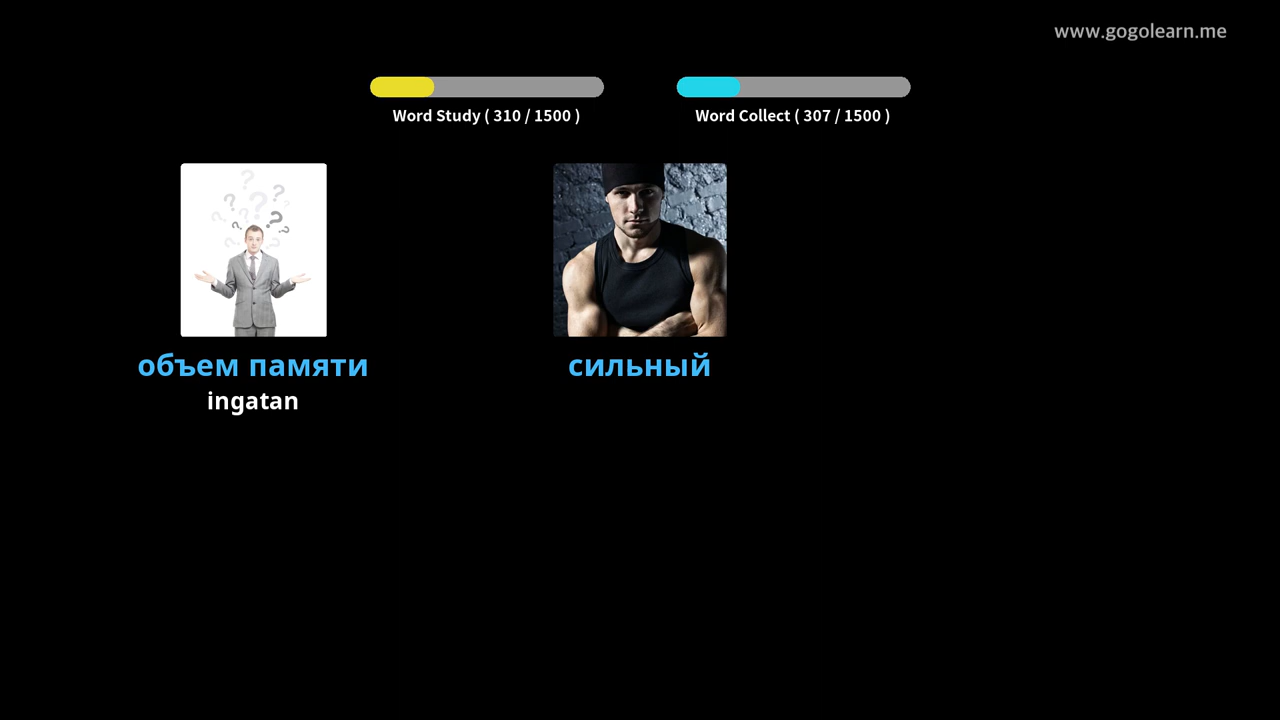 www.gogolearn.me
Word Study ( 310 / 1500 )
Word Collect ( 307 / 1500 )
объем памяти
ingatan
сильный